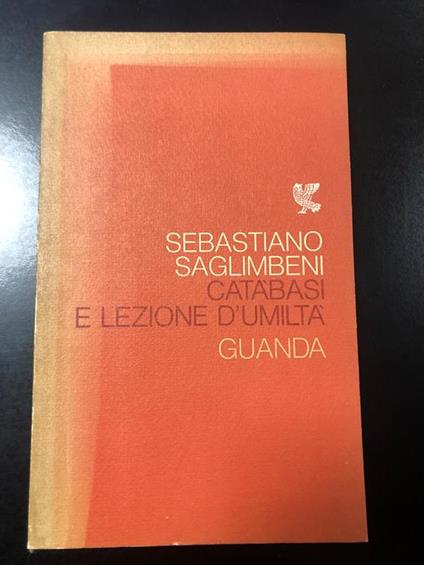 SEBASTIANO
SAGLIMBENI
CATÀBASI
E LEZIONE D'UMILTÀ
GUANDA